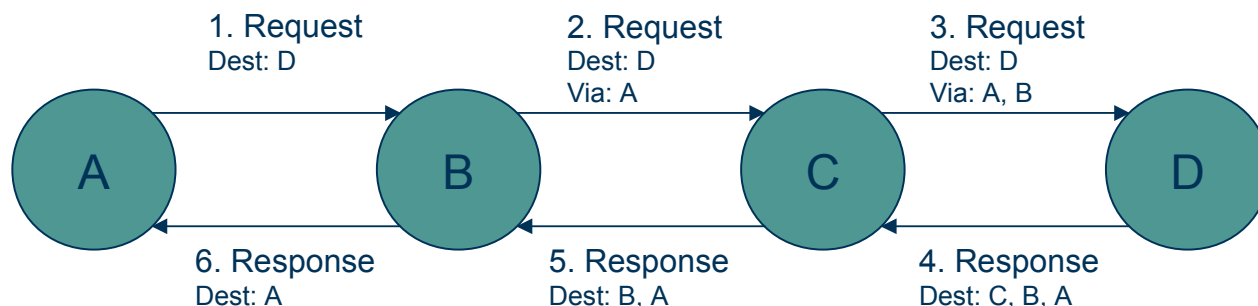 1. Request
Dest: D
2. Request
Dest: D
Via: A
3. Request
Dest: D
Via: A, B
A
B
C
D
6. Response
Dest: A
5. Response
Dest: B, A
4. Response
Dest: C, B, A